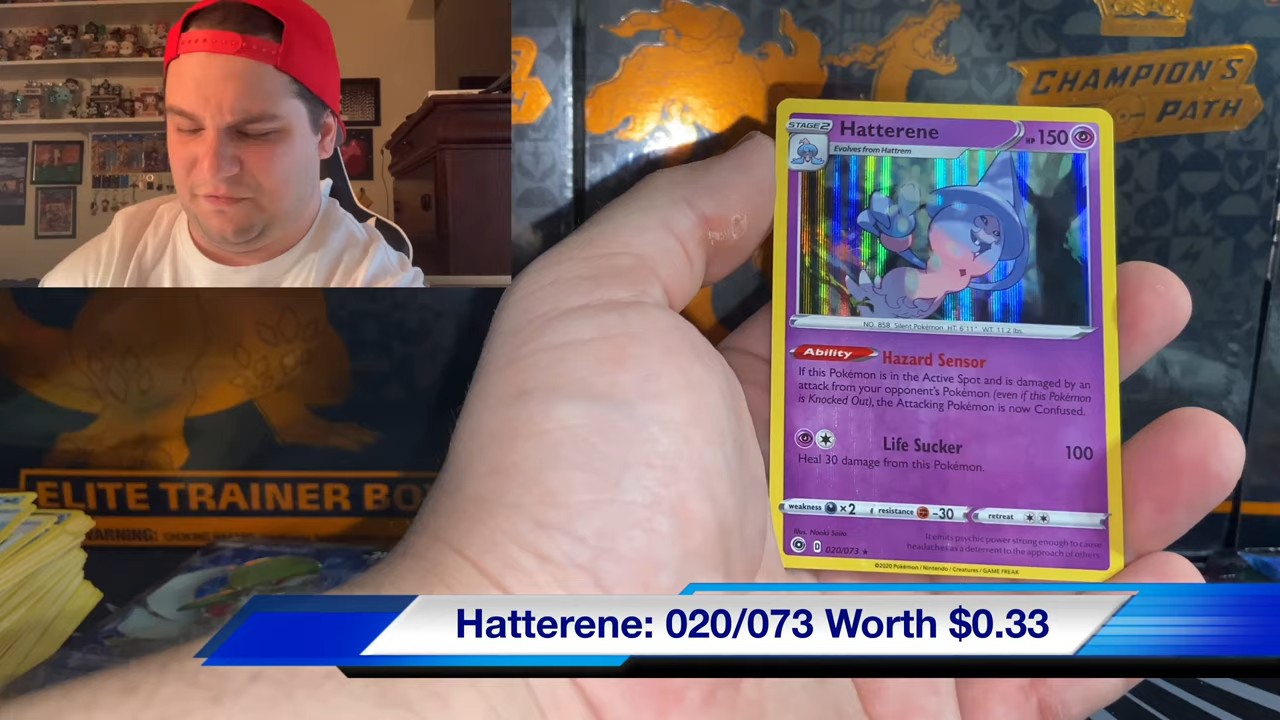 CHAMPION'S
PATH
STAGE 2
Hatterene
HP 150
Evolves from Hattrem
NO. 858 Silent Pokémon HT: 6'11" WT: 11.2 lbs.
Ability Hazard Sensor
If this Pokémon is in the Active Spot and is damaged by an
attack from your opponent's Pokémon (even if this Pokémon
is Knocked Out), the Attacking Pokémon is now Confused.
Life Sucker 100
Heal 30 damage from this Pokémon.
weakness ×2 resistance -30 retreat
Illus. Naoki Saito
It emits psychic power strong enough to cause
headaches as a deterrent to the approach of others.
D 020/073 ★
©2020 Pokémon / Nintendo / Creatures / GAME FREAK
ELITE TRAINER BO
WARNING:
Hatterene: 020/073 Worth $0.33